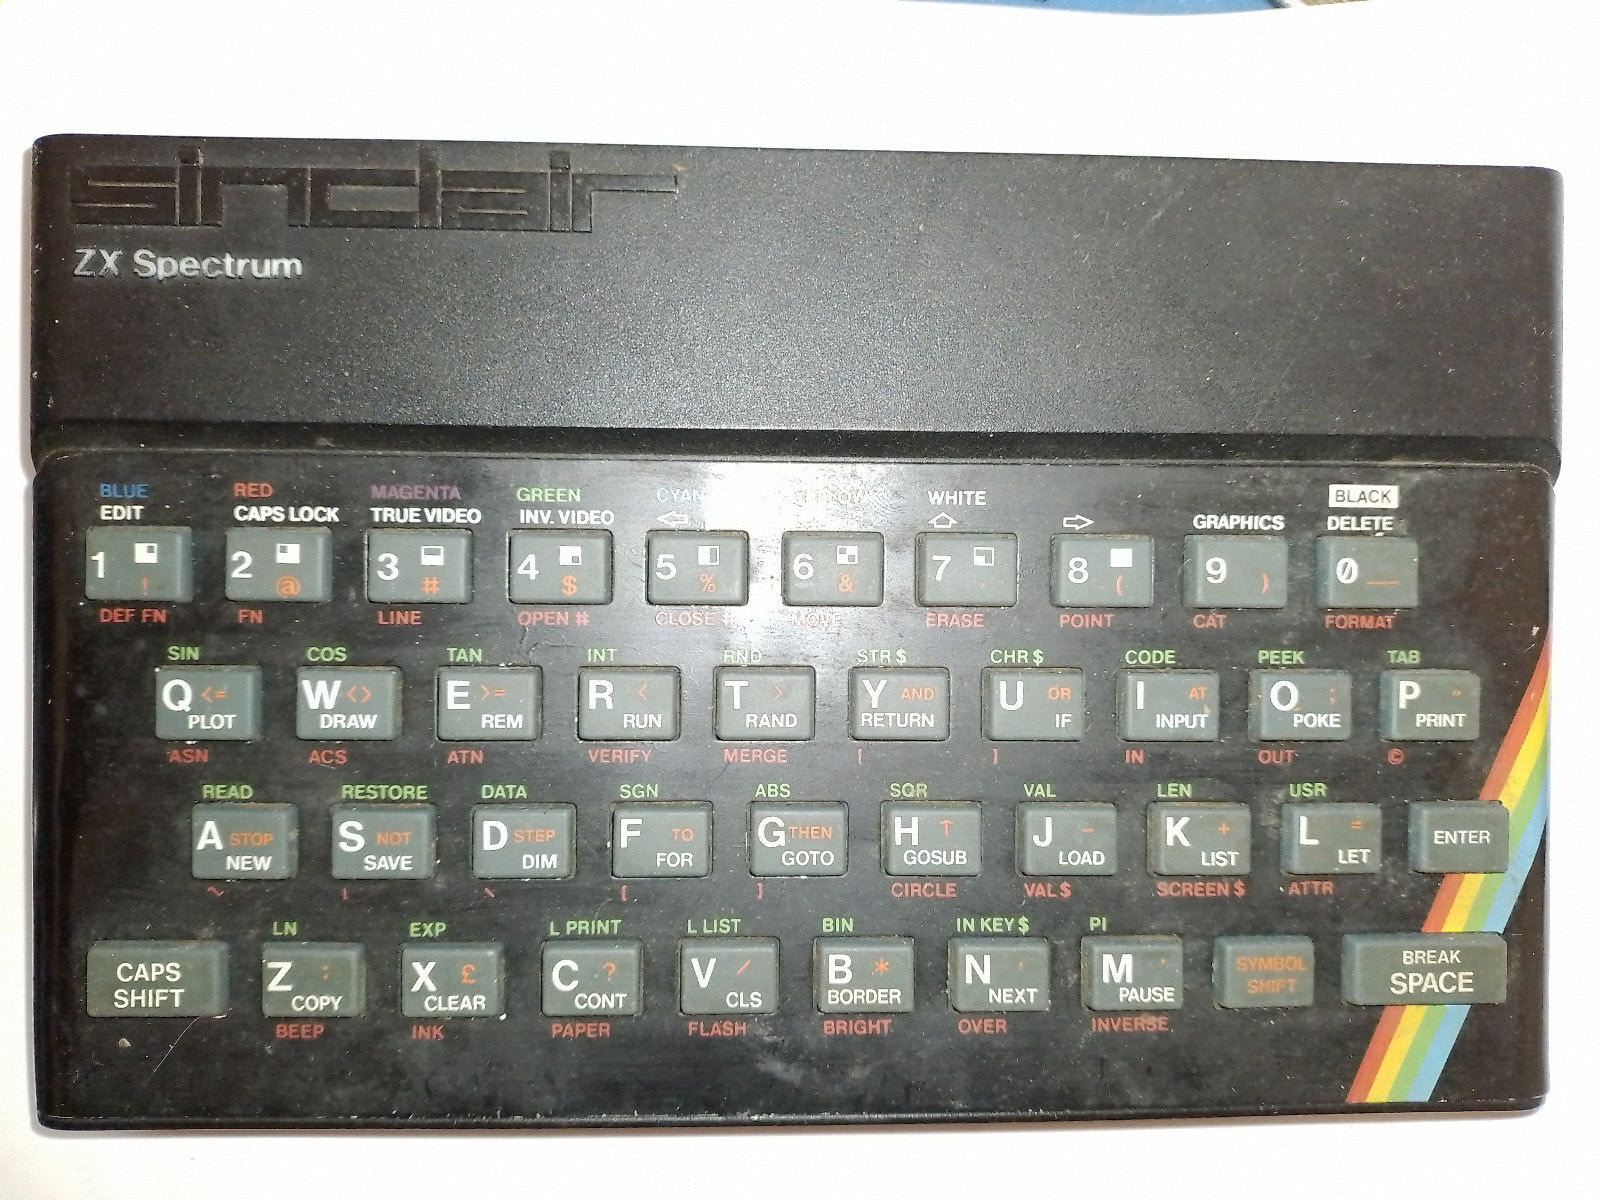 sinclair
ZX Spectrum
BLUE RED MAGENTA GREEN CYAN YELLOW WHITE BLACK
EDIT CAPS LOCK TRUE VIDEO INV. VIDEO ⇦ ⇧ ⇨ GRAPHICS DELETE
1 ! 2 @ 3 # 4 $ 5 % 6 & 7 ' 8 ( 9 ) 0 _
DEF FN FN LINE OPEN # CLOSE # MOVE ERASE POINT CAT FORMAT
SIN COS TAN INT RND STR $ CHR $ CODE PEEK TAB
Q <= W <> E >= R < T > Y AND U OR I AT O ; P "
PLOT DRAW REM RUN RAND RETURN IF INPUT POKE PRINT
ASN ACS ATN VERIFY MERGE [ ] IN OUT ©
READ RESTORE DATA SGN ABS SQR VAL LEN USR
A STOP S NOT D STEP F TO G THEN H ↑ J - K + L = ENTER
NEW SAVE DIM FOR GOTO GOSUB LOAD LIST LET
~ | \ { } CIRCLE VAL $ SCREEN $ ATTR
LN EXP L PRINT L LIST BIN IN KEY $ PI
CAPS Z : X £ C ? V / B * N M SYMBOL BREAK
SHIFT COPY CLEAR CONT CLS BORDER NEXT PAUSE SHIFT SPACE
BEEP INK PAPER FLASH BRIGHT OVER INVERSE